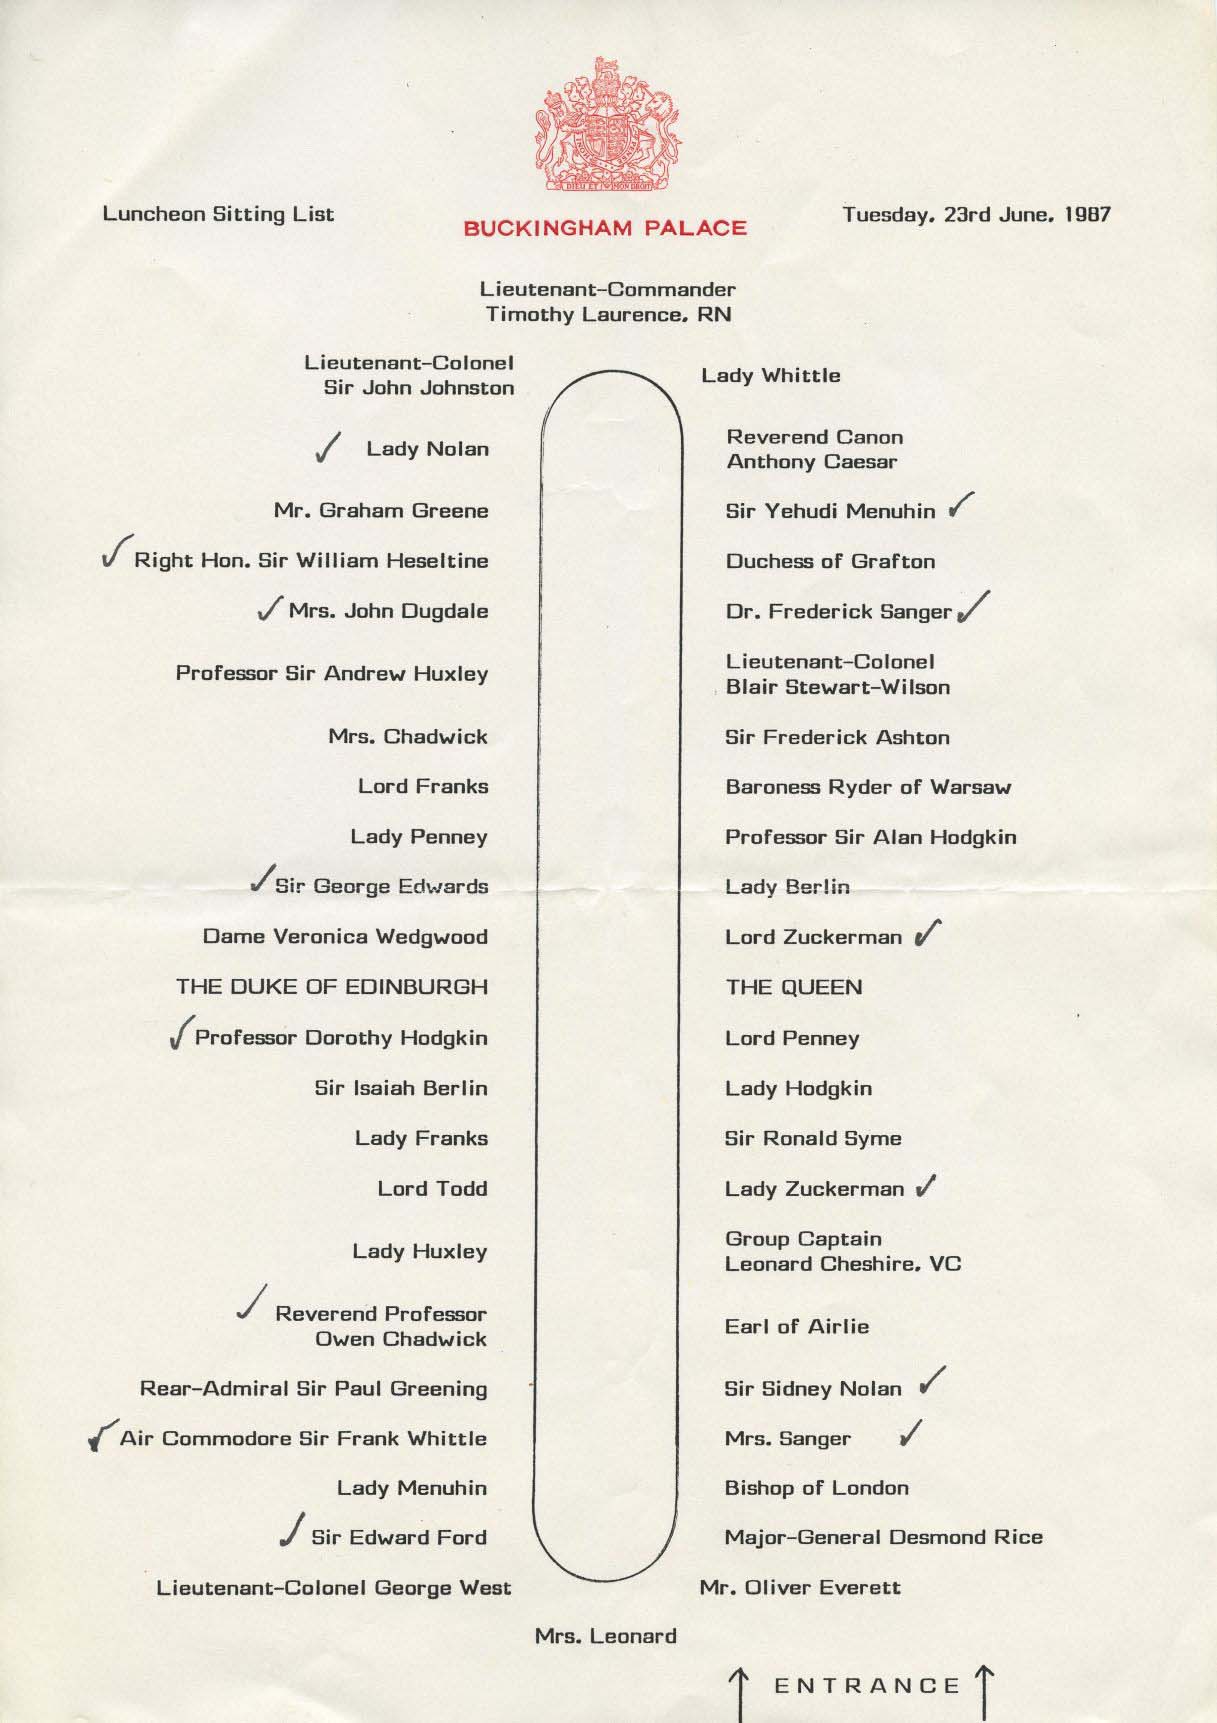 DIEU ET MON DROIT
Luncheon Sitting List
BUCKINGHAM PALACE
Tuesday, 23rd June, 1987
Lieutenant-Commander
Timothy Laurence, RN
Lieutenant-Colonel
Sir John Johnston
Lady Whittle
Lady Nolan
Reverend Canon
Anthony Caesar
Mr. Graham Greene
Sir Yehudi Menuhin
Right Hon. Sir William Heseltine
Duchess of Grafton
Mrs. John Dugdale
Dr. Frederick Sanger
Professor Sir Andrew Huxley
Lieutenant-Colonel
Blair Stewart-Wilson
Mrs. Chadwick
Sir Frederick Ashton
Lord Franks
Baroness Ryder of Warsaw
Lady Penney
Professor Sir Alan Hodgkin
Sir George Edwards
Lady Berlin
Dame Veronica Wedgwood
Lord Zuckerman
THE DUKE OF EDINBURGH
THE QUEEN
Professor Dorothy Hodgkin
Lord Penney
Sir Isaiah Berlin
Lady Hodgkin
Lady Franks
Sir Ronald Syme
Lord Todd
Lady Zuckerman
Lady Huxley
Group Captain
Leonard Cheshire, VC
Reverend Professor
Owen Chadwick
Earl of Airlie
Rear-Admiral Sir Paul Greening
Sir Sidney Nolan
Air Commodore Sir Frank Whittle
Mrs. Sanger
Lady Menuhin
Bishop of London
Sir Edward Ford
Major-General Desmond Rice
Lieutenant-Colonel George West
Mr. Oliver Everett
Mrs. Leonard
ENTRANCE